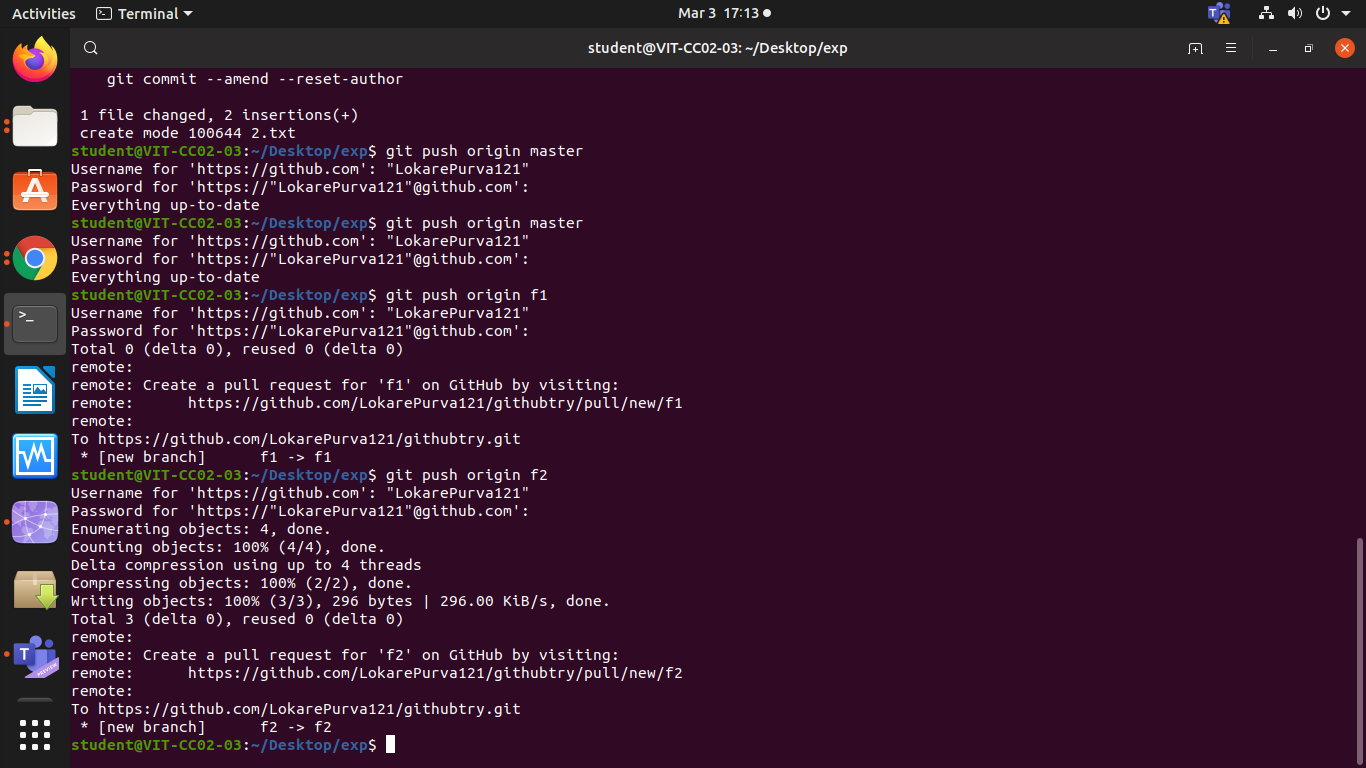 Activities Terminal Mar 3 17:13
student@VIT-CC02-03: ~/Desktop/exp
    git commit --amend --reset-author

 1 file changed, 2 insertions(+)
 create mode 100644 2.txt
student@VIT-CC02-03:~/Desktop/exp$ git push origin master
Username for 'https://github.com': "LokarePurva121"
Password for 'https://"LokarePurva121"@github.com':
Everything up-to-date
student@VIT-CC02-03:~/Desktop/exp$ git push origin master
Username for 'https://github.com': "LokarePurva121"
Password for 'https://"LokarePurva121"@github.com':
Everything up-to-date
student@VIT-CC02-03:~/Desktop/exp$ git push origin f1
Username for 'https://github.com': "LokarePurva121"
Password for 'https://"LokarePurva121"@github.com':
Total 0 (delta 0), reused 0 (delta 0)
remote:
remote: Create a pull request for 'f1' on GitHub by visiting:
remote:      https://github.com/LokarePurva121/githubtry/pull/new/f1
remote:
To https://github.com/LokarePurva121/githubtry.git
 * [new branch]      f1 -> f1
student@VIT-CC02-03:~/Desktop/exp$ git push origin f2
Username for 'https://github.com': "LokarePurva121"
Password for 'https://"LokarePurva121"@github.com':
Enumerating objects: 4, done.
Counting objects: 100% (4/4), done.
Delta compression using up to 4 threads
Compressing objects: 100% (2/2), done.
Writing objects: 100% (3/3), 296 bytes | 296.00 KiB/s, done.
Total 3 (delta 0), reused 0 (delta 0)
remote:
remote: Create a pull request for 'f2' on GitHub by visiting:
remote:      https://github.com/LokarePurva121/githubtry/pull/new/f2
remote:
To https://github.com/LokarePurva121/githubtry.git
 * [new branch]      f2 -> f2
student@VIT-CC02-03:~/Desktop/exp$